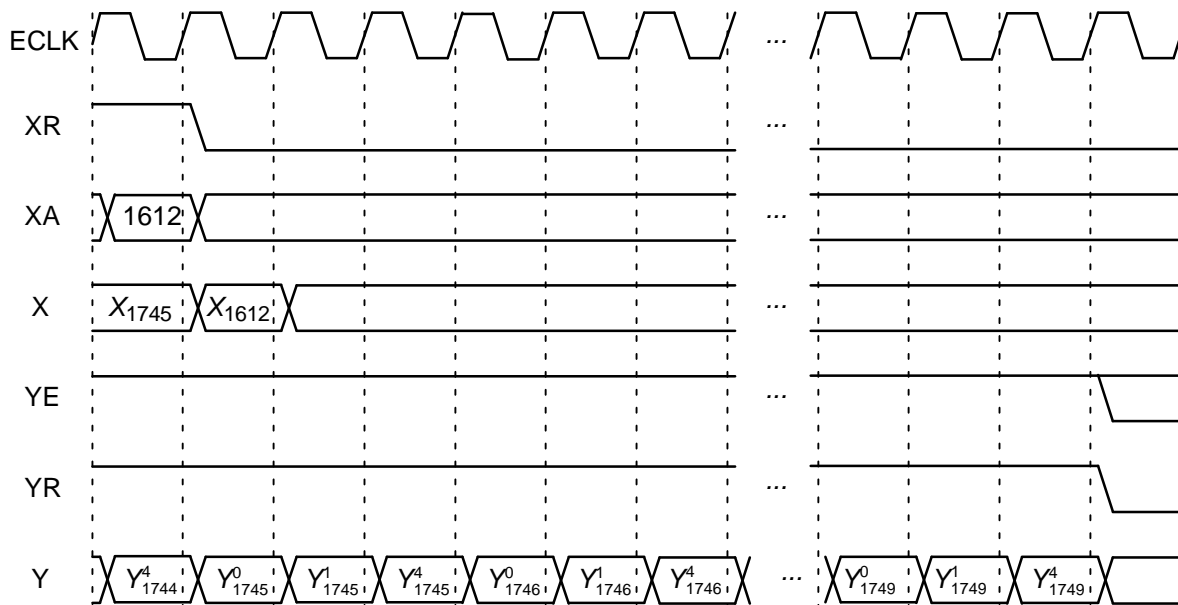 ECLK ...
XR ...
XA 1612 ...
X X1745 X1612 ...
YE ...
YR ...
Y Y⁴1744 Y⁰1745 Y¹1745 Y⁴1745 Y⁰1746 Y¹1746 Y⁴1746 ... Y⁰1749 Y¹1749 Y⁴1749